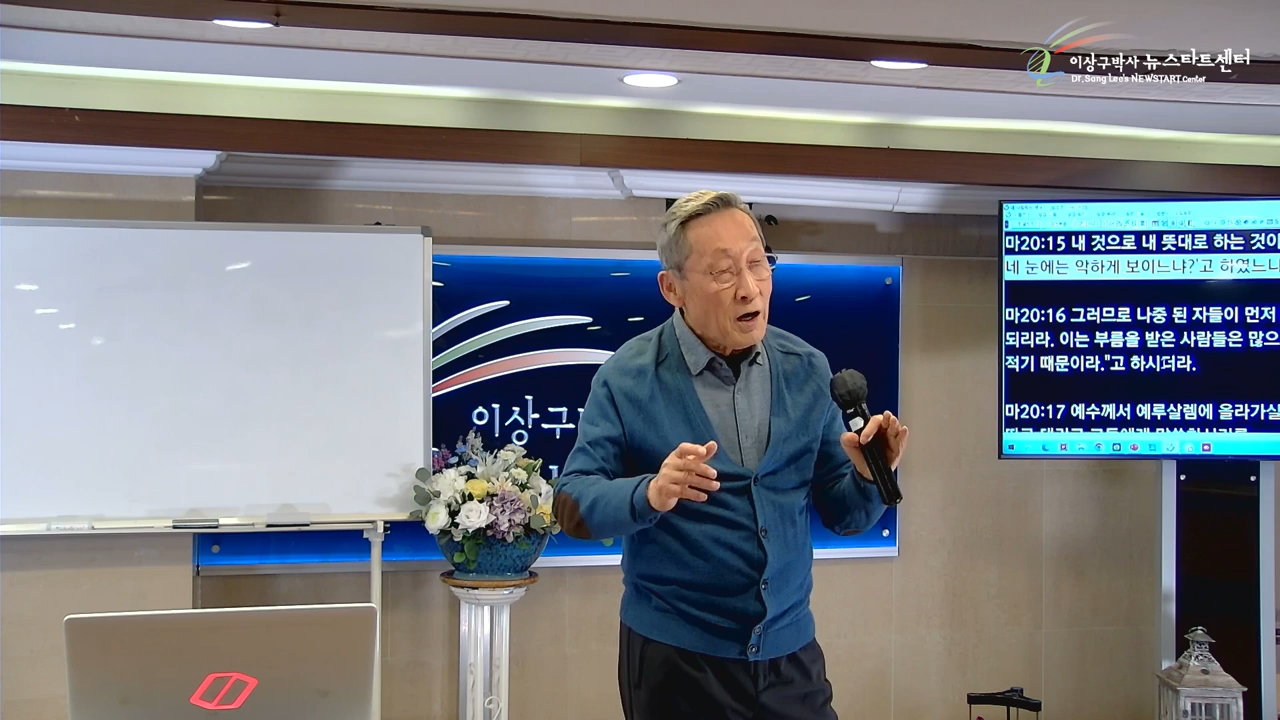 이상구박사 뉴스타트센터
Dr. Sang Lee's NEWSTART Center
마20:15 내 것으로 내 뜻대로 하는 것이
네 눈에는 악하게 보이느냐?'고 하였느니
마20:16 그러므로 나중 된 자들이 먼저
되리라. 이는 부름을 받은 사람들은 많으
적기 때문이라."고 하시더라.
마20:17 예수께서 예루살렘에 올라가실
이상구